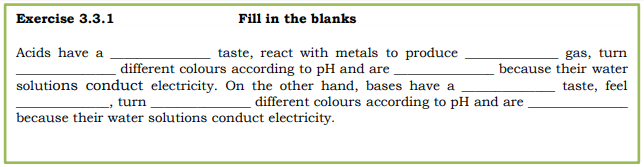 Exercise 3.3.1 Fill in the blanks
Acids have a ______________ taste, react with metals to produce _____________ gas, turn
______________ different colours according to pH and are ______________ because their water
solutions conduct electricity. On the other hand, bases have a _____________ taste, feel
_____________, turn ______________ different colours according to pH and are ______________
because their water solutions conduct electricity.